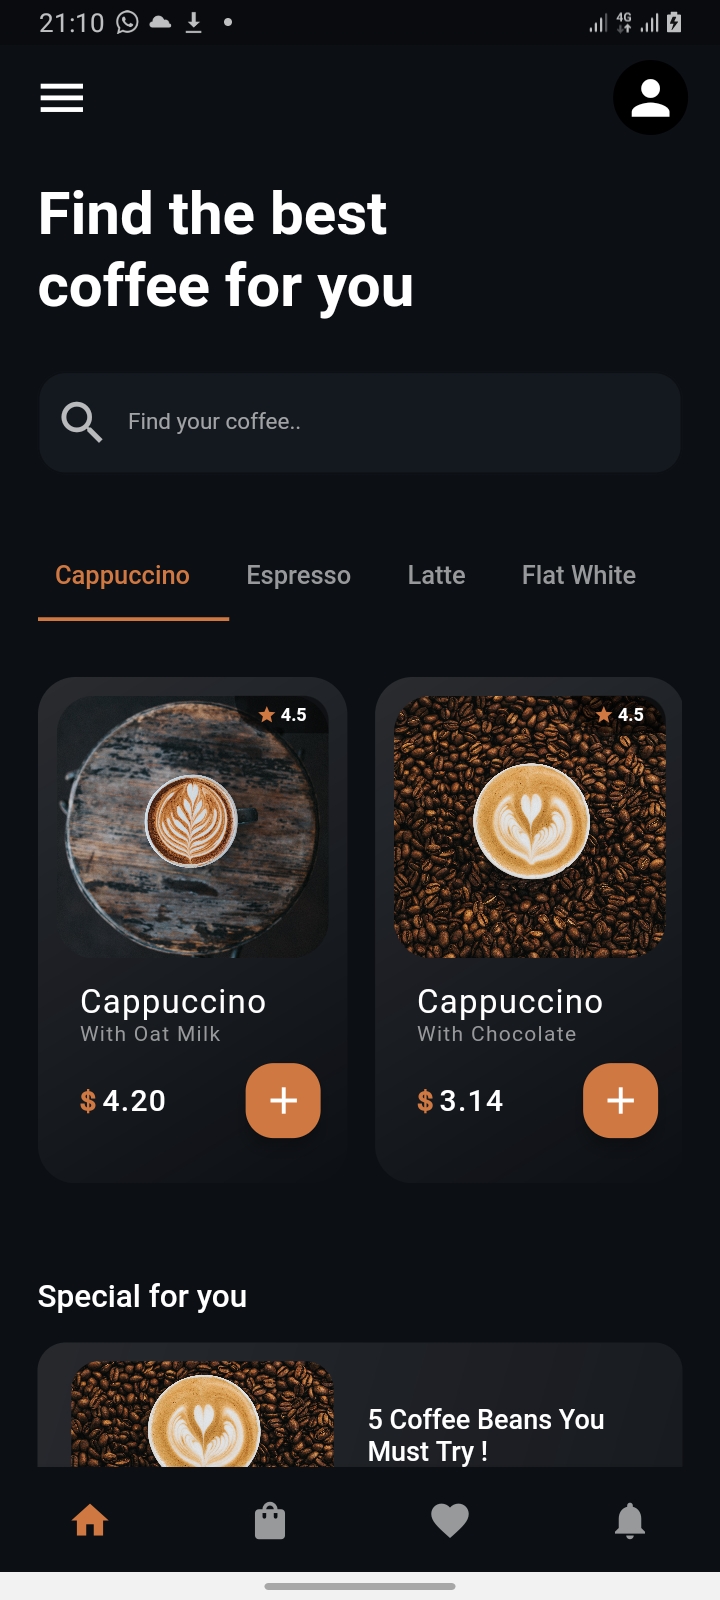 21:10
4G
Find the best
coffee for you
Find your coffee..
Cappuccino Espresso Latte Flat White
4.5
4.5
Cappuccino
With Oat Milk
$ 4.20
Cappuccino
With Chocolate
$ 3.14
Special for you
5 Coffee Beans You
Must Try !